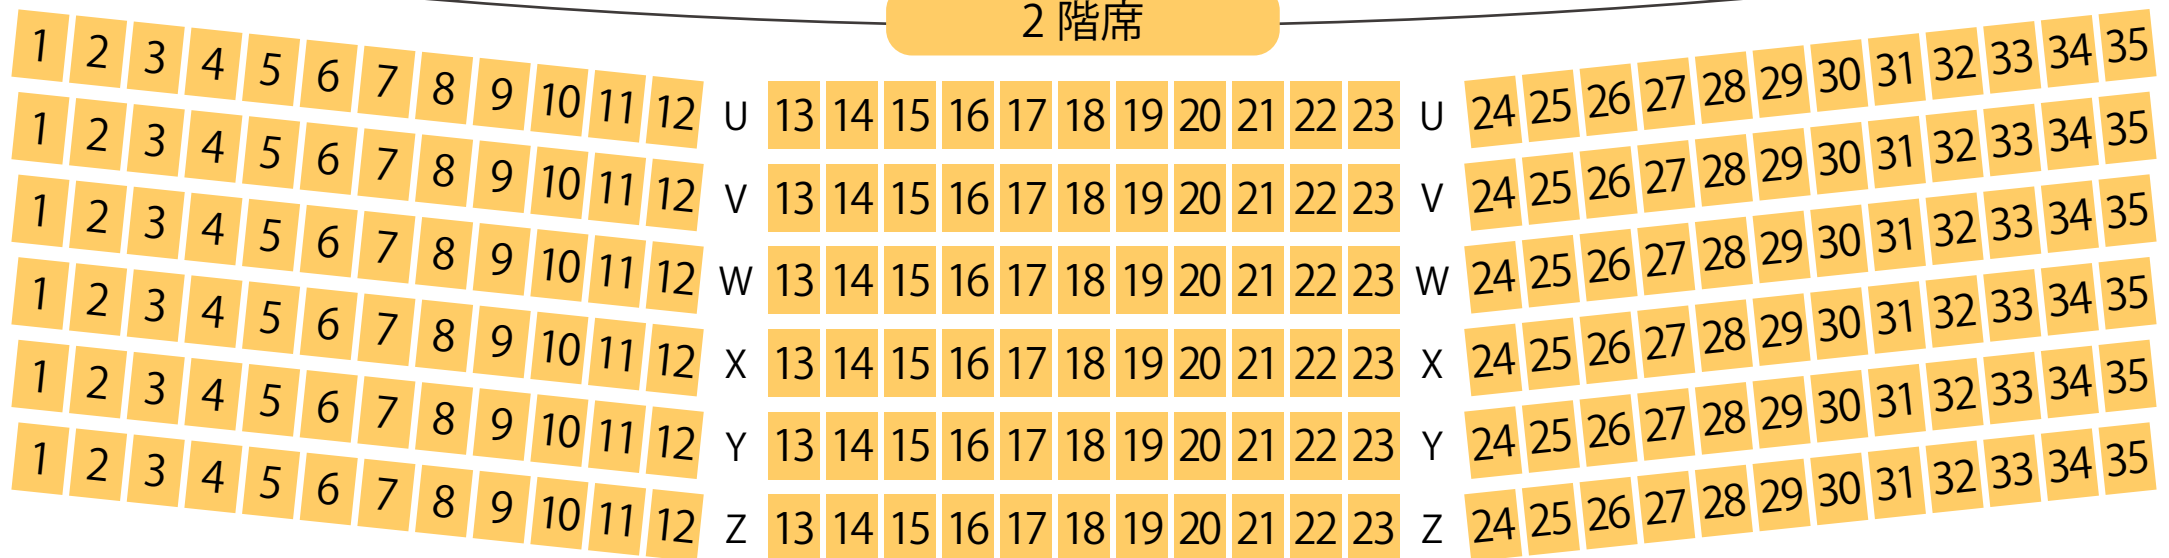 2 階席
1 2 3 4 5 6 7 8 9 10 11 12 U 13 14 15 16 17 18 19 20 21 22 23 U 24 25 26 27 28 29 30 31 32 33 34 35
1 2 3 4 5 6 7 8 9 10 11 12 V 13 14 15 16 17 18 19 20 21 22 23 V 24 25 26 27 28 29 30 31 32 33 34 35
1 2 3 4 5 6 7 8 9 10 11 12 W 13 14 15 16 17 18 19 20 21 22 23 W 24 25 26 27 28 29 30 31 32 33 34 35
1 2 3 4 5 6 7 8 9 10 11 12 X 13 14 15 16 17 18 19 20 21 22 23 X 24 25 26 27 28 29 30 31 32 33 34 35
1 2 3 4 5 6 7 8 9 10 11 12 Y 13 14 15 16 17 18 19 20 21 22 23 Y 24 25 26 27 28 29 30 31 32 33 34 35
1 2 3 4 5 6 7 8 9 10 11 12 Z 13 14 15 16 17 18 19 20 21 22 23 Z 24 25 26 27 28 29 30 31 32 33 34 35